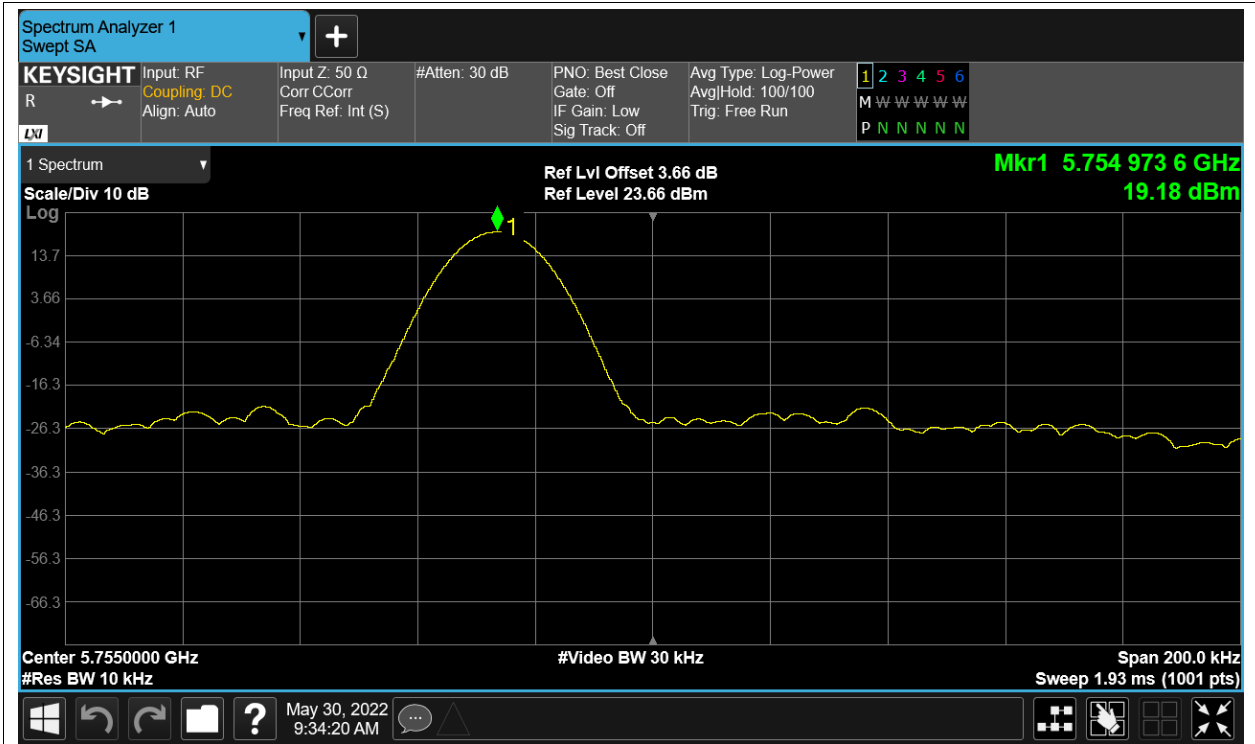 Spectrum Analyzer 1
Swept SA
KEYSIGHT
R
LXI
Input: RF
Coupling: DC
Align: Auto
Input Z: 50 Ω
Corr CCorr
Freq Ref: Int (S)
#Atten: 30 dB
PNO: Best Close
Gate: Off
IF Gain: Low
Sig Track: Off
Avg Type: Log-Power
Avg|Hold: 100/100
Trig: Free Run
1 2 3 4 5 6
M W W W W W
P N N N N N
1 Spectrum
Scale/Div 10 dB
Log
Ref Lvl Offset 3.66 dB
Ref Level 23.66 dBm
Mkr1 5.754 973 6 GHz
19.18 dBm
1
13.7
3.66
-6.34
-16.3
-26.3
-36.3
-46.3
-56.3
-66.3
Center 5.7550000 GHz
#Res BW 10 kHz
#Video BW 30 kHz
Span 200.0 kHz
Sweep 1.93 ms (1001 pts)
?
May 30, 2022
9:34:20 AM